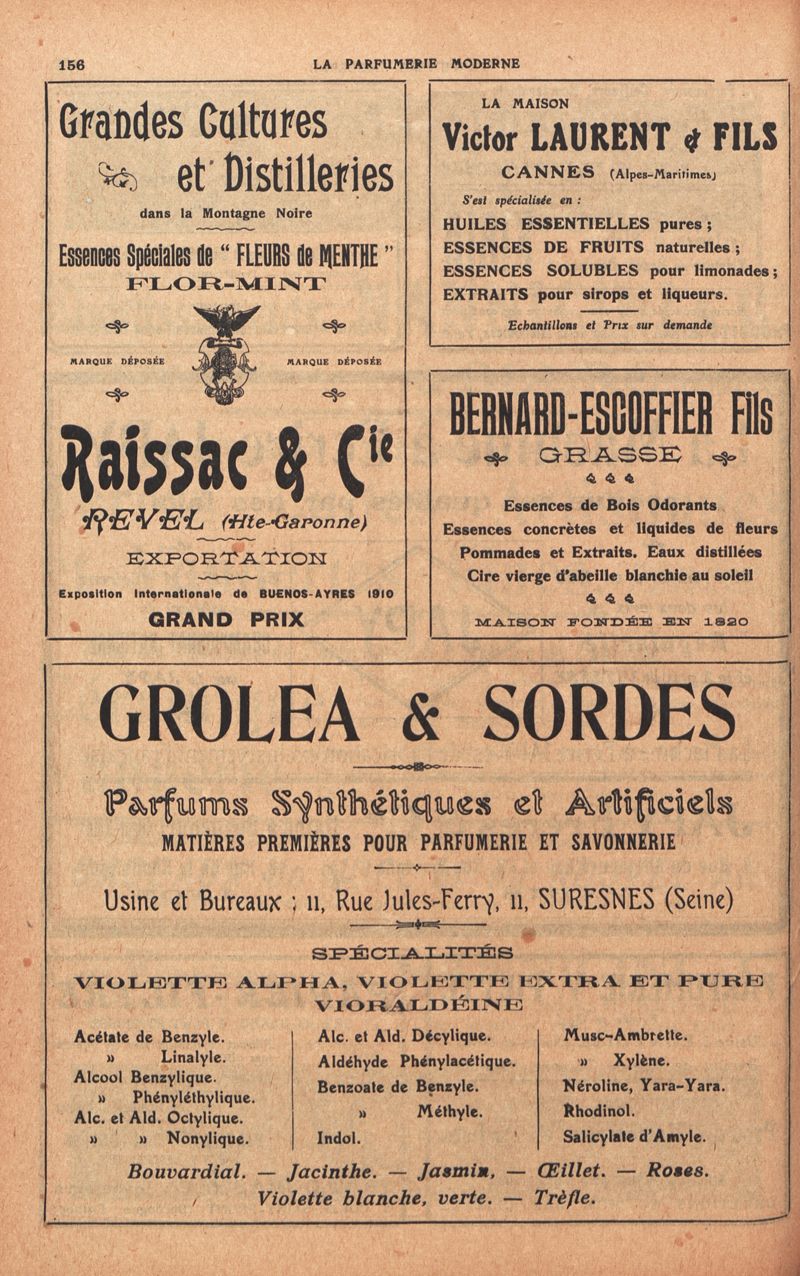 156
LA PARFUMERIE MODERNE
Grandes Cultures
et Distilleries
dans la Montagne Noire
Essences Spéciales de “ FLEURS de MENTHE ”
FLOR-MINT
MARQUE DÉPOSÉE
MARQUE DÉPOSÉE
Raissac & Cie
REVEL (Hte-Garonne)
EXPORTATION
Exposition Internationale de BUENOS-AYRES 1910
GRAND PRIX
LA MAISON
Victor LAURENT & FILS
CANNES (Alpes-Maritimes)
S'est spécialisée en :
HUILES ESSENTIELLES pures ;
ESSENCES DE FRUITS naturelles ;
ESSENCES SOLUBLES pour limonades ;
EXTRAITS pour sirops et liqueurs.
Echantillons et Prix sur demande
BERNARD-ESCOFFIER Fils
GRASSE
Essences de Bois Odorants
Essences concrètes et liquides de fleurs
Pommades et Extraits. Eaux distillées
Cire vierge d'abeille blanchie au soleil
MAISON FONDÉE EN 1820
GROLEA & SORDES
Parfums Synthétiques et Artificiels
MATIÈRES PREMIÈRES POUR PARFUMERIE ET SAVONNERIE
Usine et Bureaux : 11, Rue Jules-Ferry, 11, SURESNES (Seine)
SPÉCIALITÉS
VIOLETTE ALPHA, VIOLETTE EXTRA ET PURE
VIORALDÉINE
Acétate de Benzyle.
» Linalyle.
Alcool Benzylique.
» Phényléthylique.
Alc. et Ald. Octylique.
» » Nonylique.
Alc. et Ald. Décylique.
Aldéhyde Phénylacétique.
Benzoate de Benzyle.
» Méthyle.
Indol.
Musc-Ambrette.
» Xylène.
Néroline, Yara-Yara.
Rhodinol.
Salicylate d'Amyle.
Bouvardial. — Jacinthe. — Jasmin, — Œillet. — Roses.
Violette blanche, verte. — Trèfle.